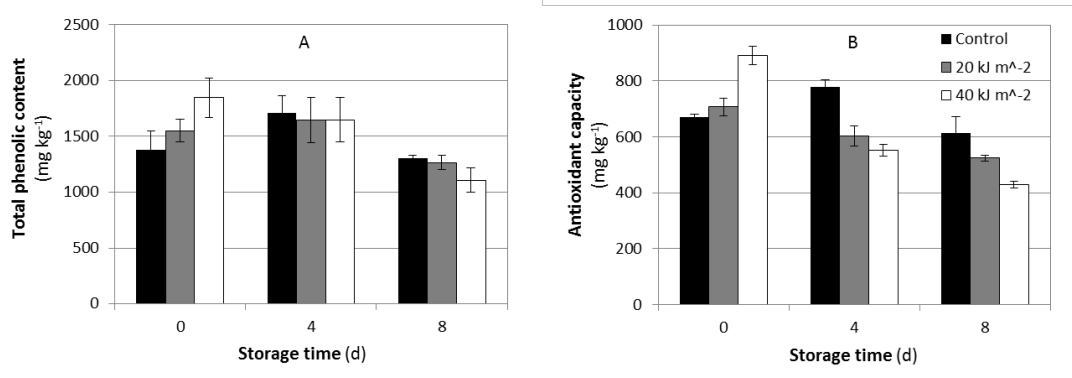 A
Total phenolic content
(mg kg⁻¹)
2500
2000
1500
1000
500
0
0 4 8
Storage time (d)
B
Control
20 kJ m^-2
40 kJ m^-2
Antioxidant capacity
(mg kg⁻¹)
1000
800
600
400
200
0
0 4 8
Storage time (d)